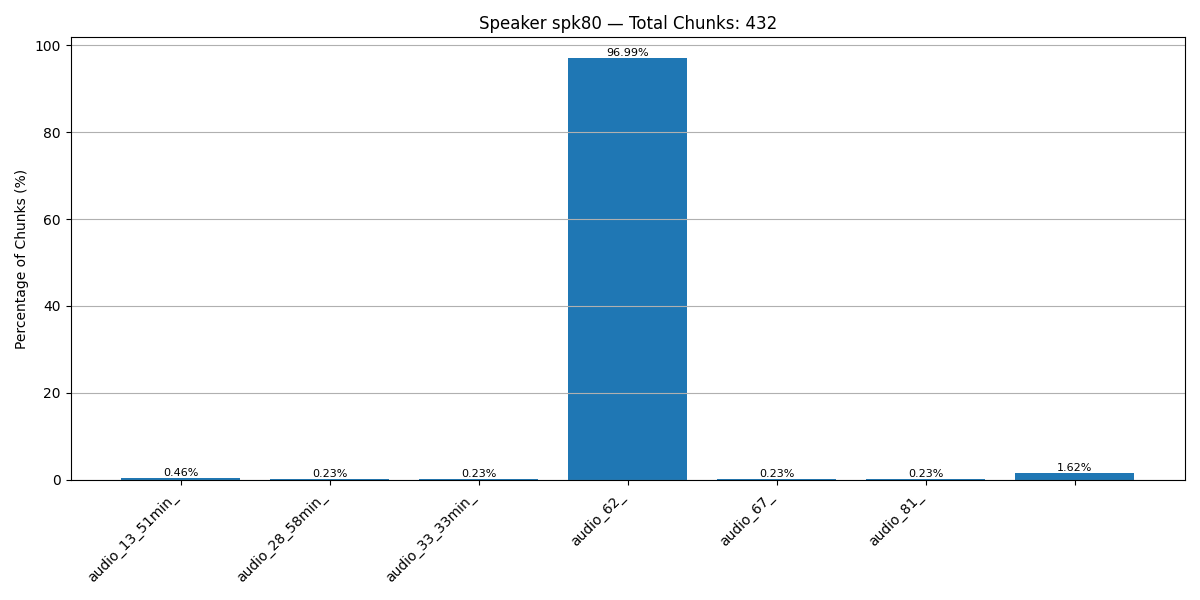 Speaker spk80 — Total Chunks: 432
Percentage of Chunks (%)
100
80
60
40
20
0
0.46%
0.23%
0.23%
96.99%
0.23%
0.23%
1.62%
audio_13_51min_
audio_28_58min_
audio_33_33min_
audio_62_
audio_67_
audio_81_